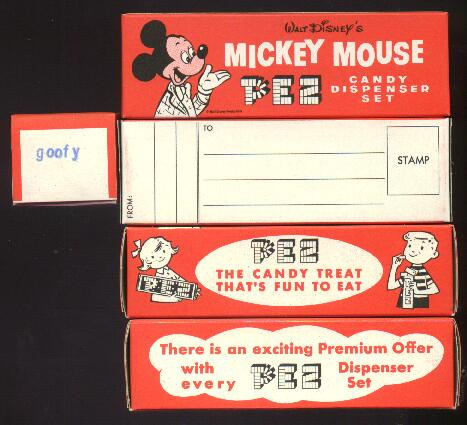 Walt Disney's
MICKEY MOUSE
PEZ CANDY
DISPENSER
SET
goofy
TO
STAMP
FROM:
PEZ
THE CANDY TREAT
THAT'S FUN TO EAT
There is an exciting Premium Offer
with PEZ Dispenser
every Set